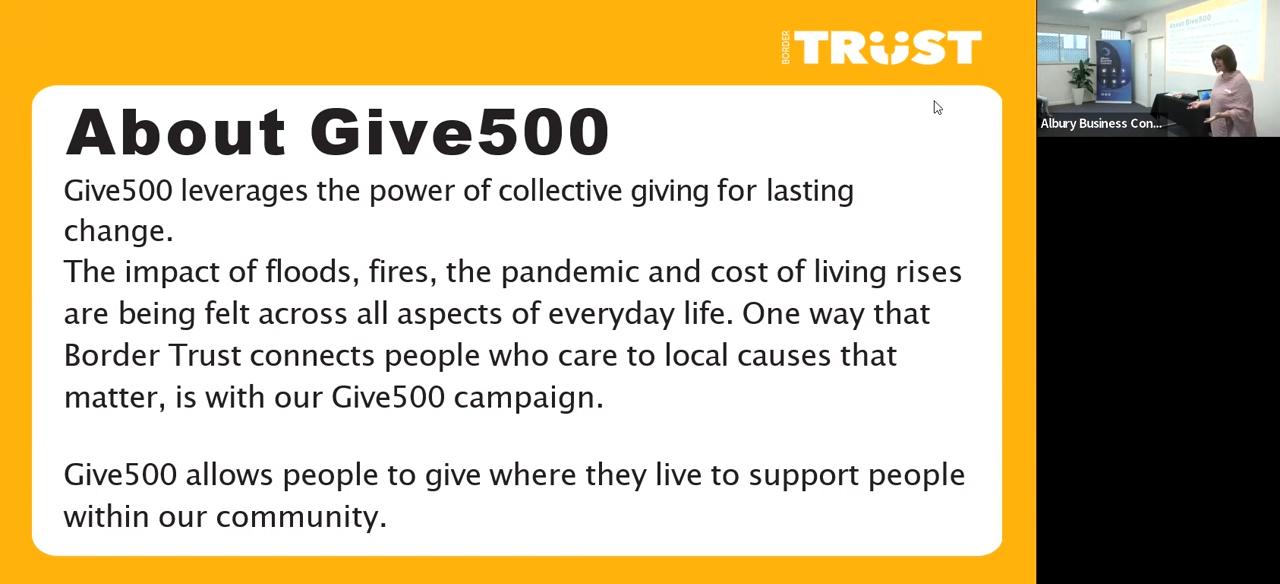 BORDER TRUST
About Give500
Give500 leverages the power of collective giving for lasting
change.
The impact of floods, fires, the pandemic and cost of living rises
are being felt across all aspects of everyday life. One way that
Border Trust connects people who care to local causes that
matter, is with our Give500 campaign.
Give500 allows people to give where they live to support people
within our community.
About Give500
Albury Business Con...